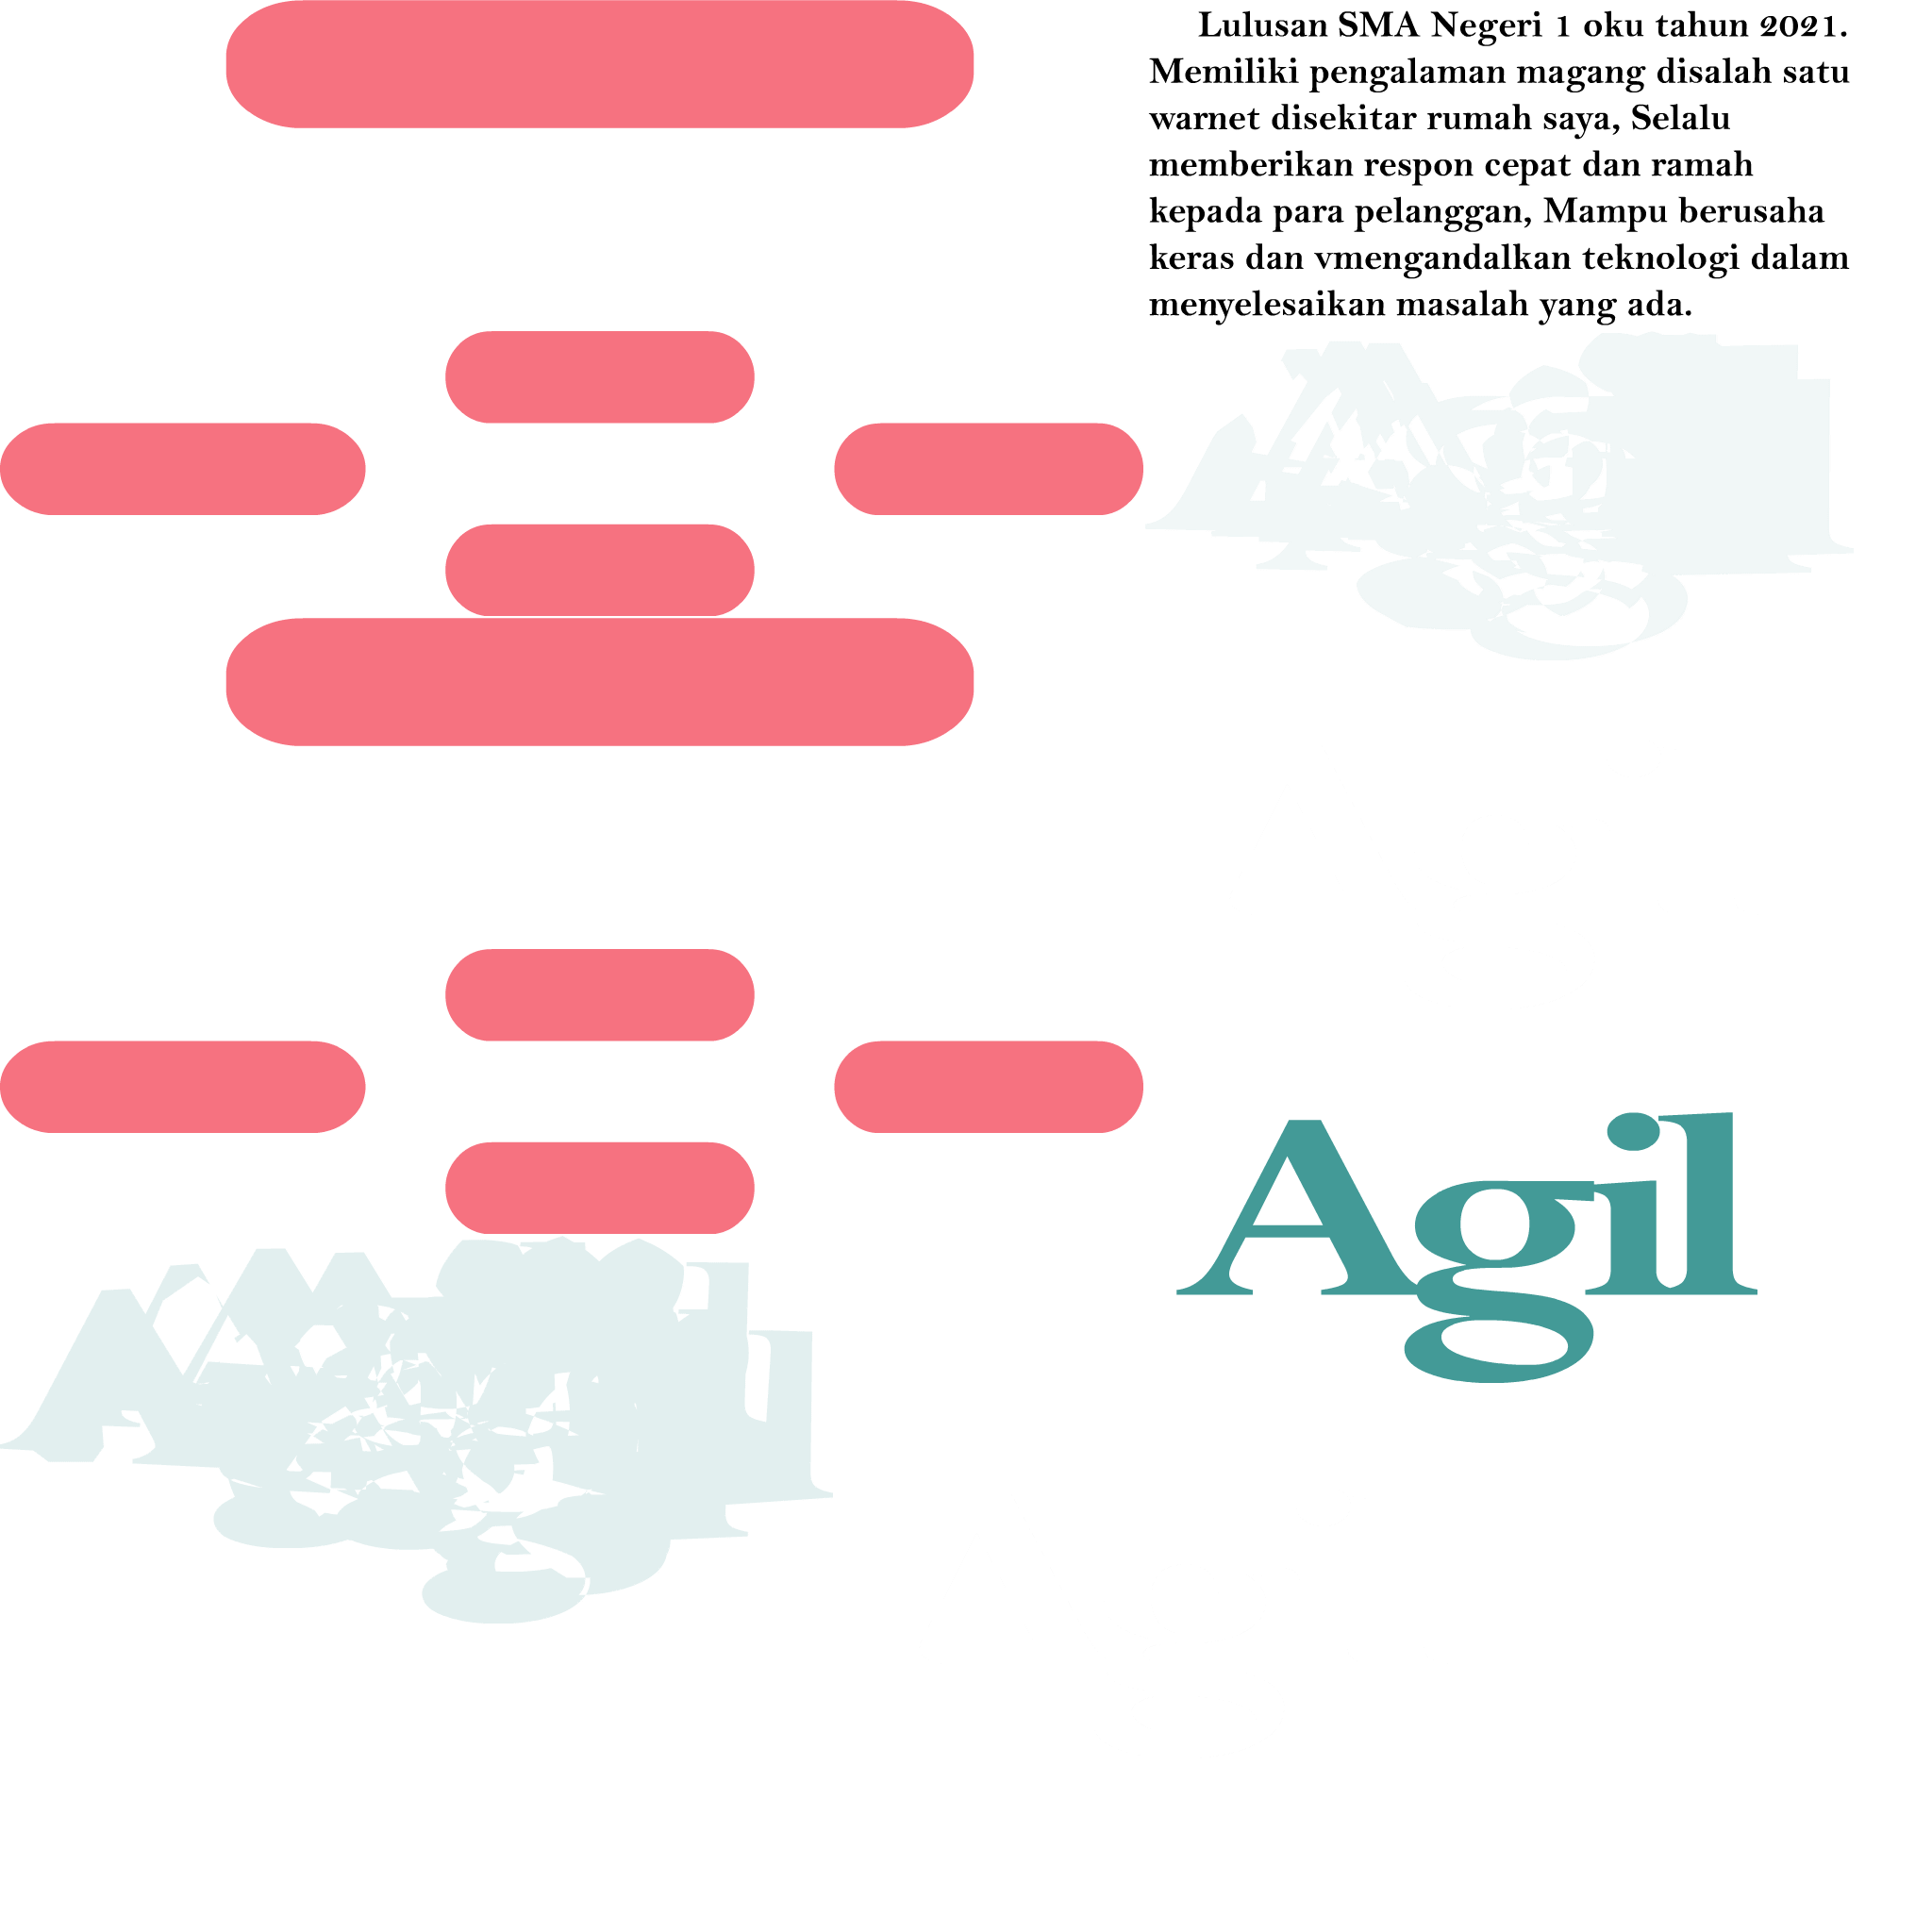 Lulusan SMA Negeri 1 oku tahun 2021.
Memiliki pengalaman magang disalah satu
warnet disekitar rumah saya, Selalu
memberikan respon cepat dan ramah
kepada para pelanggan, Mampu berusaha
keras dan vmengandalkan teknologi dalam
menyelesaikan masalah yang ada.
Agil